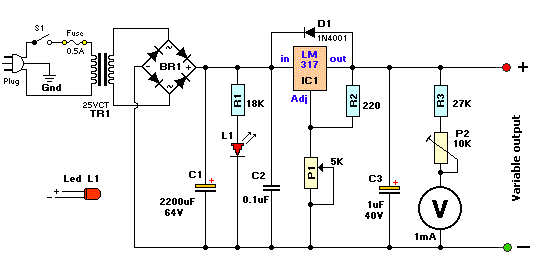 S1
Fuse
0.5A
Plug
Gnd
25VCT
TR1
BR1
-
+
D1
1N4001
in
LM
317
out
IC1
Adj
R1
18K
L1
R2
220
R3
27K
P2
10K
P1
5K
C1
+
2200uF
64V
C2
0.1uF
C3
+
1uF
40V
V
1mA
+
Variable output
-
Led L1
+
-